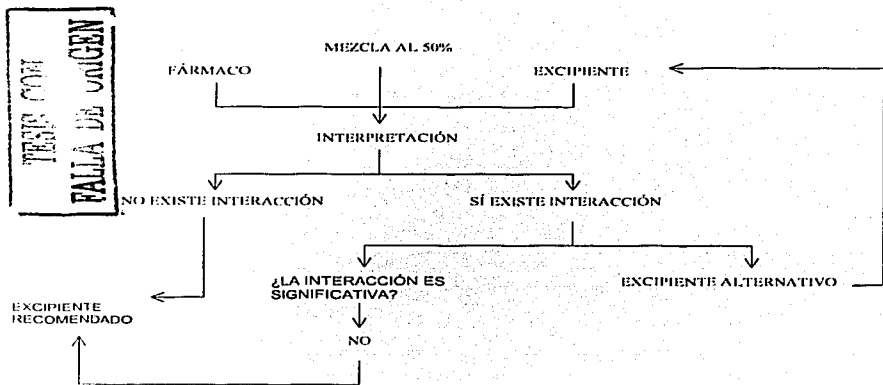 TESIS CON
FALLA DE ORIGEN
MEZCLA AL 50%
FÁRMACO
EXCIPIENTE
INTERPRETACIÓN
NO EXISTE INTERACCIÓN
SÍ EXISTE INTERACCIÓN
¿LA INTERACCIÓN ES
SIGNIFICATIVA?
EXCIPIENTE ALTERNATIVO
EXCIPIENTE
RECOMENDADO
NO